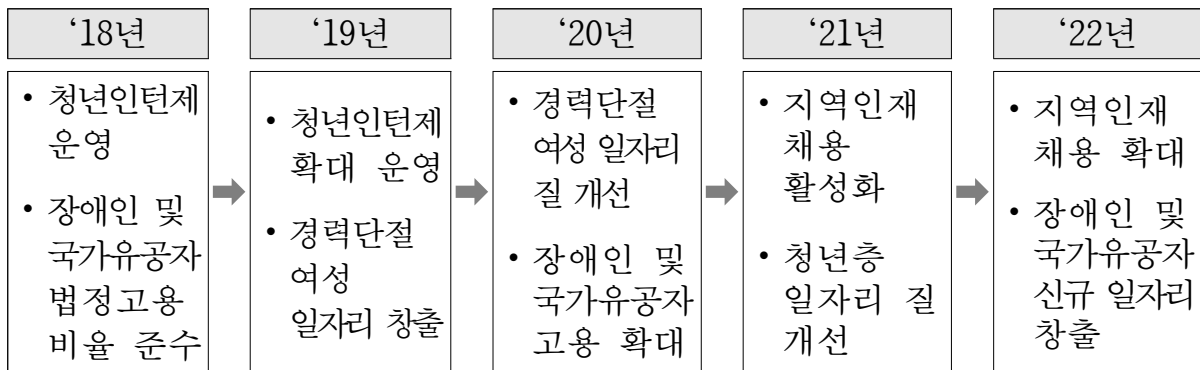 ‘18년
• 청년인턴제
운영
• 장애인 및
국가유공자
법정고용
비율 준수
‘19년
• 청년인턴제
확대 운영
• 경력단절
여성
일자리 창출
‘20년
• 경력단절
여성 일자리
질 개선
• 장애인 및
국가유공자
고용 확대
‘21년
• 지역인재
채용
활성화
• 청년층
일자리 질
개선
‘22년
• 지역인재
채용 확대
• 장애인 및
국가유공자
신규 일자리
창출